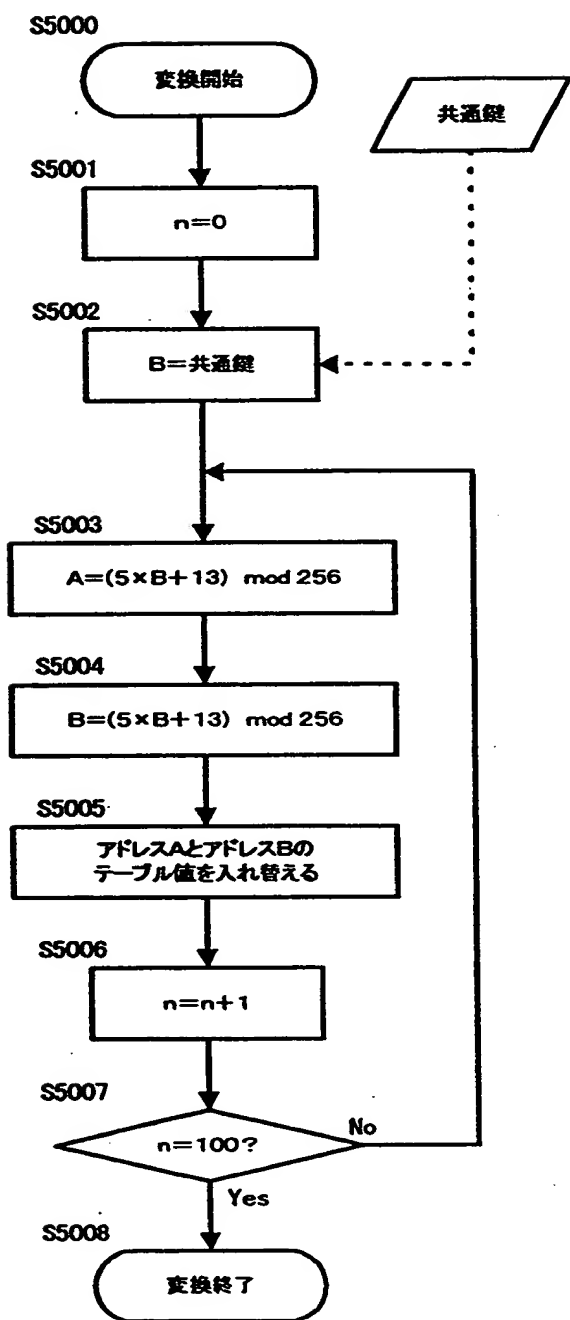 S5000
変換開始
共通鍵
S5001
n=0
S5002
B=共通鍵
S5003
A=(5×B+13) mod 256
S5004
B=(5×B+13) mod 256
S5005
アドレスAとアドレスBの
テーブル値を入れ替える
S5006
n=n+1
S5007
n=100?
No
Yes
S5008
変換終了